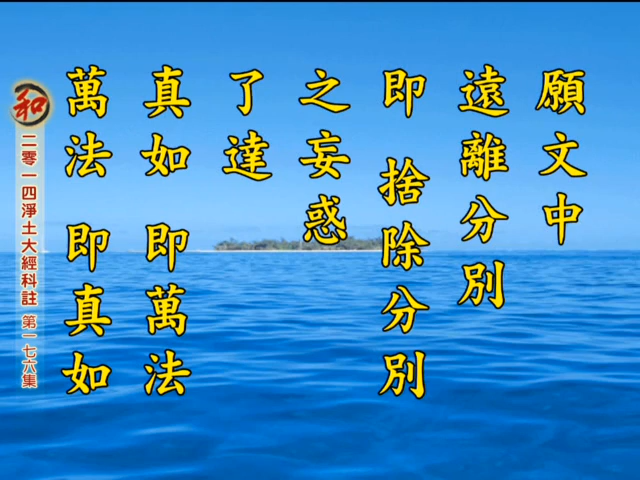 願文中
遠離分別
即 捨除分別
之妄惑
了達
真如 即萬法
萬法 即真如
和
二零一四淨土大經科註 第一七六集